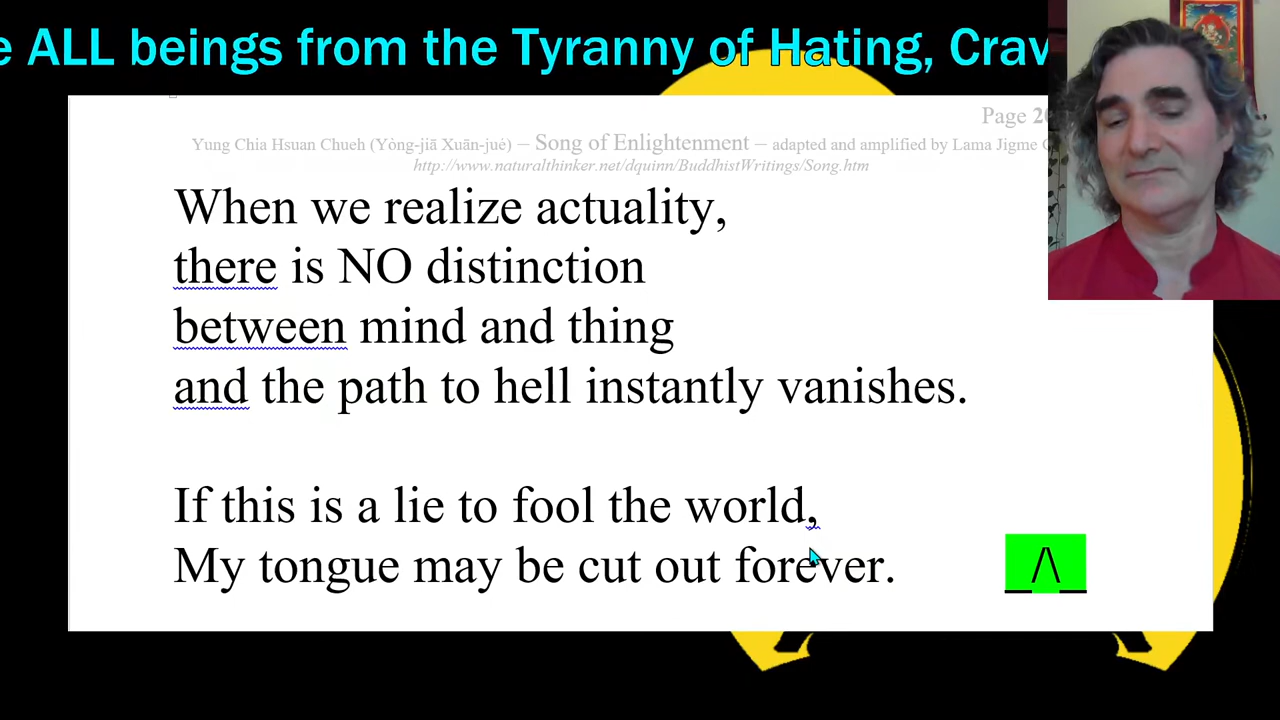 e ALL beings from the Tyranny of Hating, Crav
Page 20
Yung Chia Hsuan Chueh (Yòng-jiā Xuān-jué) – Song of Enlightenment – adapted and amplified by Lama Jigme
http://www.naturalthinker.net/dquinn/BuddhistWritings/Song.htm
When we realize actuality,
there is NO distinction
between mind and thing
and the path to hell instantly vanishes.
If this is a lie to fool the world,
My tongue may be cut out forever.
_/\_